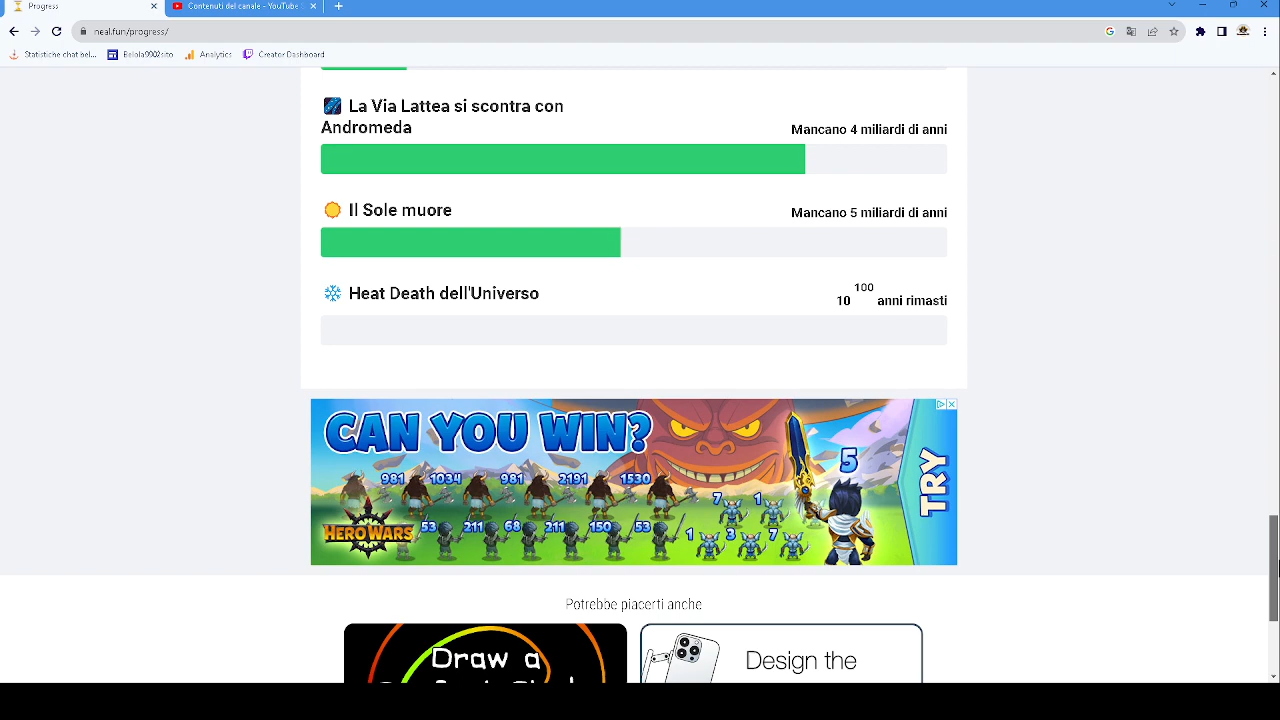 Progress
Contenuti del canale - YouTube S
neal.fun/progress/
Statistiche chat bel...
Belola9902sito
Analytics
Creator Dashboard
La Via Lattea si scontra con
Andromeda
Mancano 4 miliardi di anni
Il Sole muore
Mancano 5 miliardi di anni
Heat Death dell'Universo
10 100 anni rimasti
CAN YOU WIN?
981 1034 981 2191 1530
53 211 68 211 150 53
7 1
1 3 7
5
TRY
HERO WARS
Potrebbe piacerti anche
Draw a
Design the